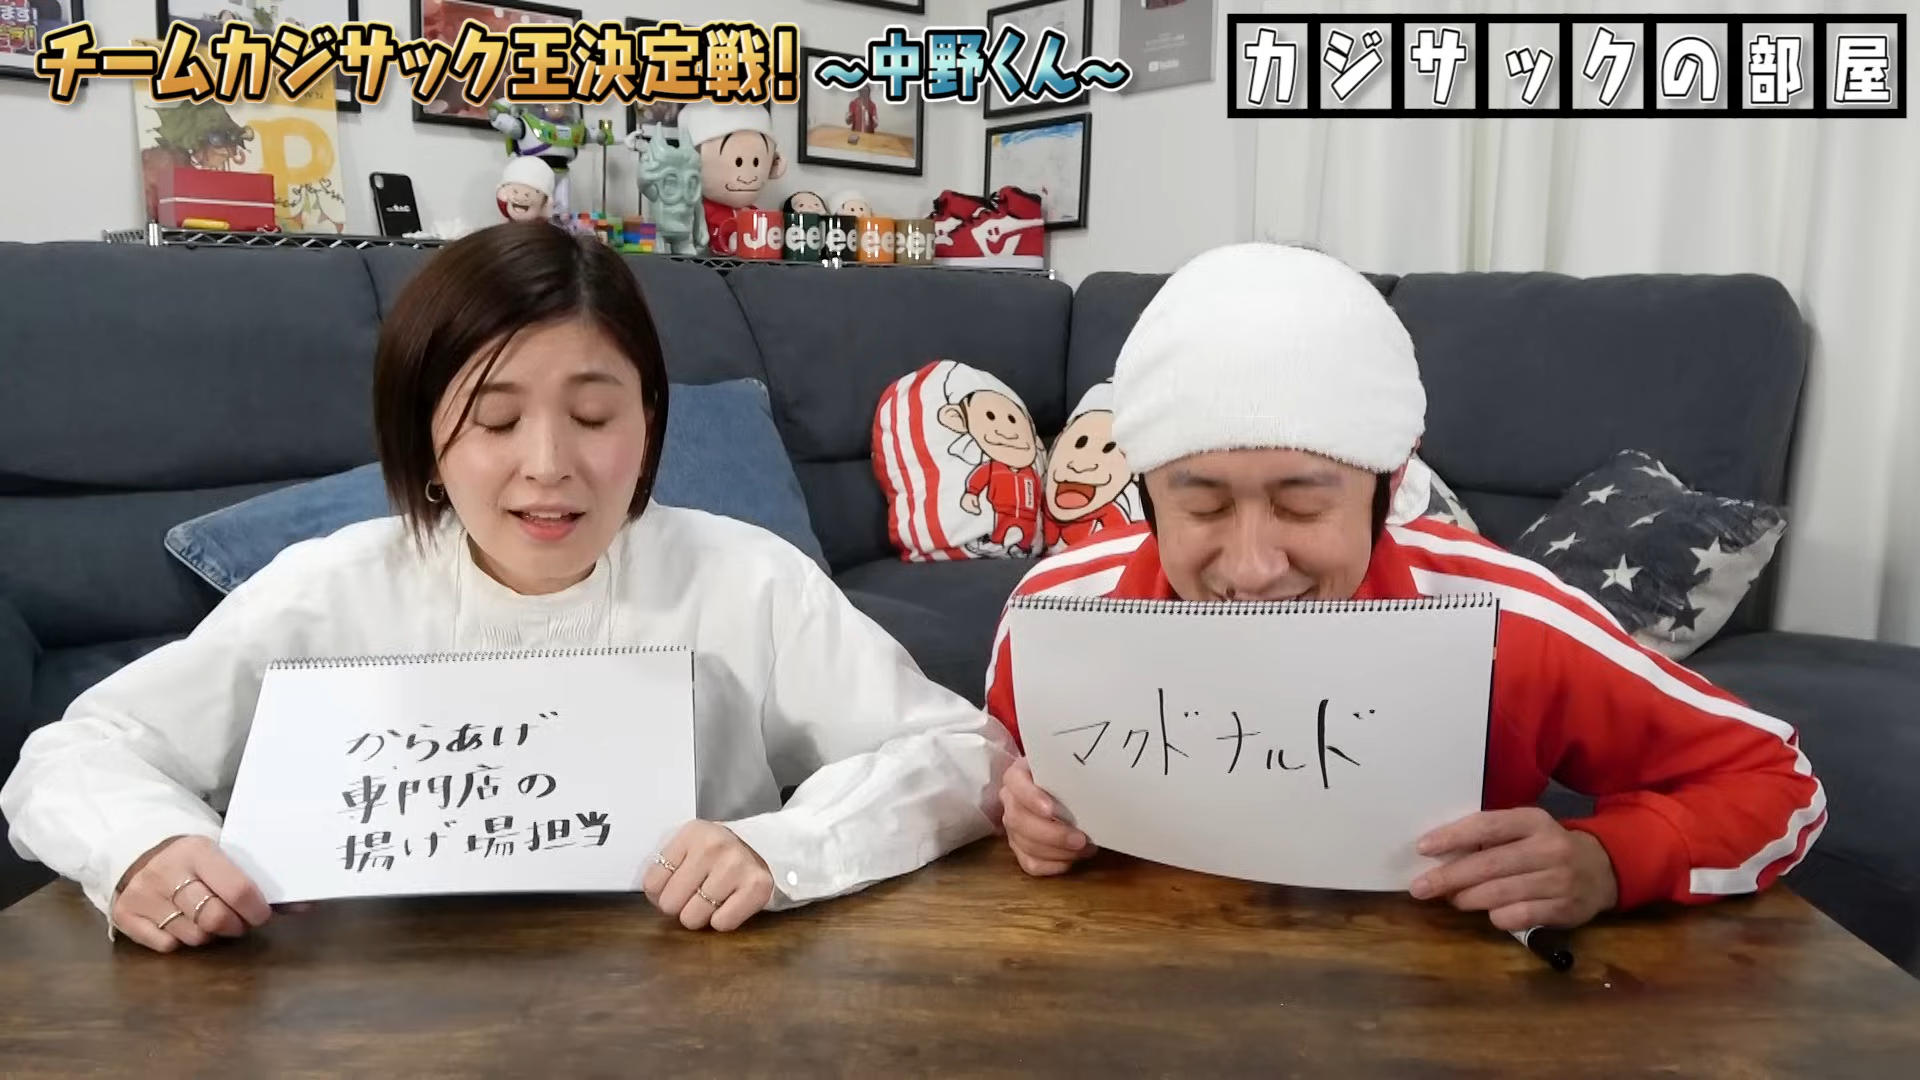 チームカジサック王決定戦!～中野くん～
カジサックの部屋
Jeep
からあげ
専門店の
揚げ場担当
マクドナルド